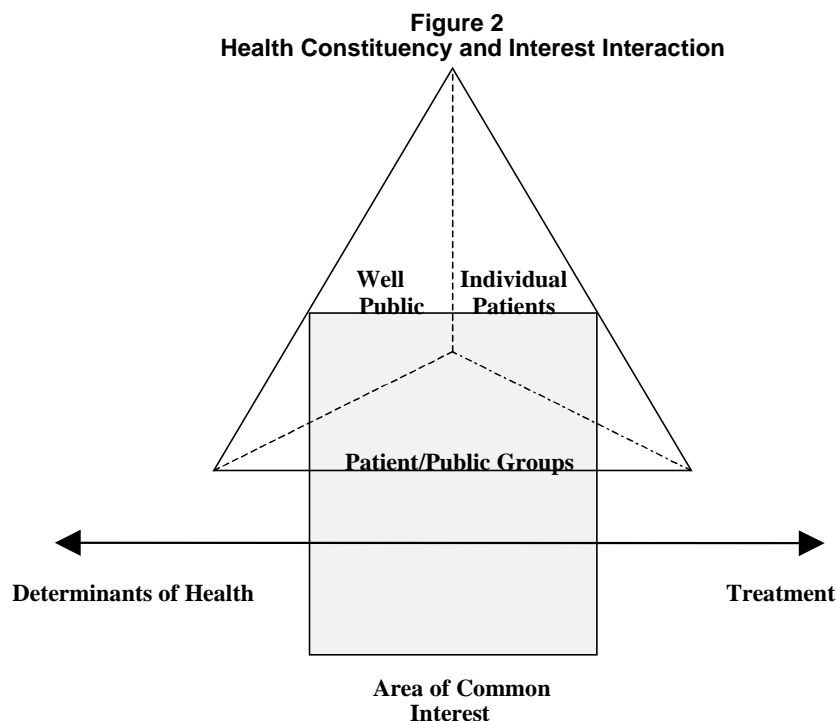 Figure 2
Health Constituency and Interest Interaction
Well
Public
Individual
Patients
Patient/Public Groups
Determinants of Health
Treatment
Area of Common
Interest